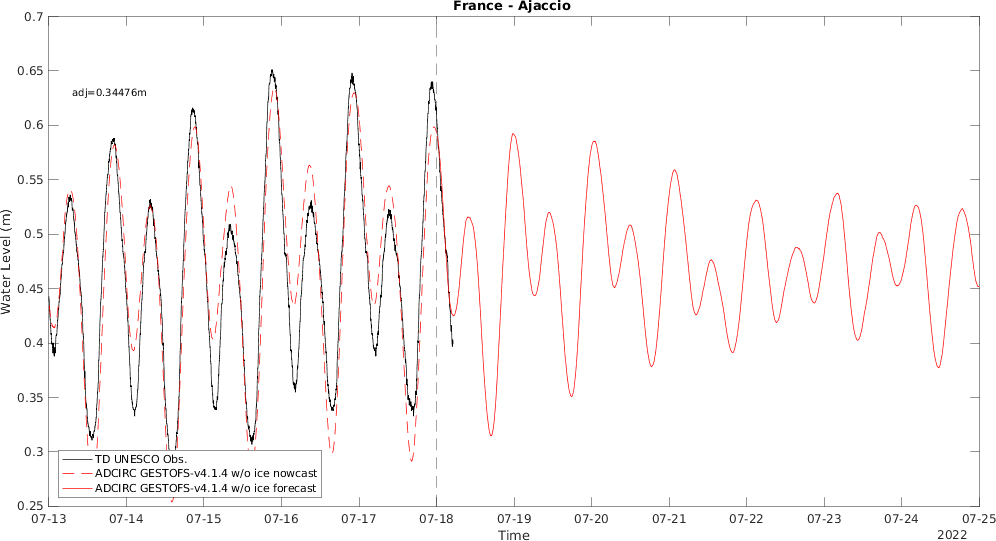 France - Ajaccio
0.7
0.65
0.6
0.55
0.5
0.45
0.4
0.35
0.3
0.25
Water Level (m)
adj=0.34476m
TD UNESCO Obs.
ADCIRC GESTOFS-v4.1.4 w/o ice nowcast
ADCIRC GESTOFS-v4.1.4 w/o ice forecast
07-13 07-14 07-15 07-16 07-17 07-18 07-19 07-20 07-21 07-22 07-23 07-24 07-25
Time
2022